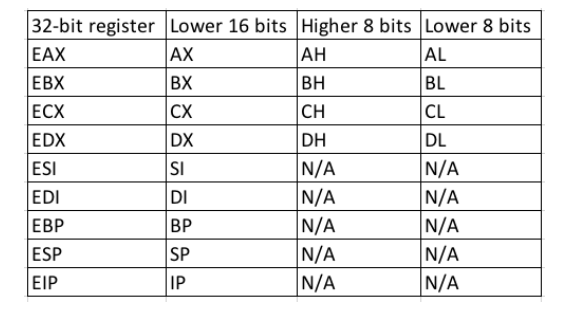 32-bit register Lower 16 bits Higher 8 bits Lower 8 bits
EAX AX AH AL
EBX BX BH BL
ECX CX CH CL
EDX DX DH DL
ESI SI N/A N/A
EDI DI N/A N/A
EBP BP N/A N/A
ESP SP N/A N/A
EIP IP N/A N/A